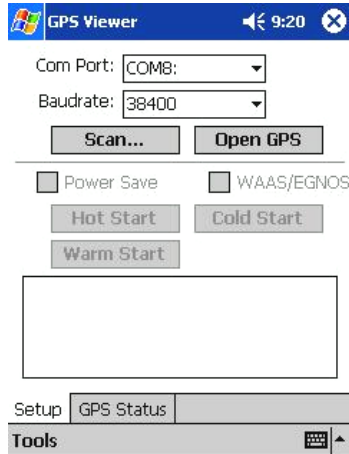 GPS Viewer 9:20
Com Port: COM8:
Baudrate: 38400
Scan... Open GPS
Power Save WAAS/EGNOS
Hot Start Cold Start
Warm Start
Setup GPS Status
Tools